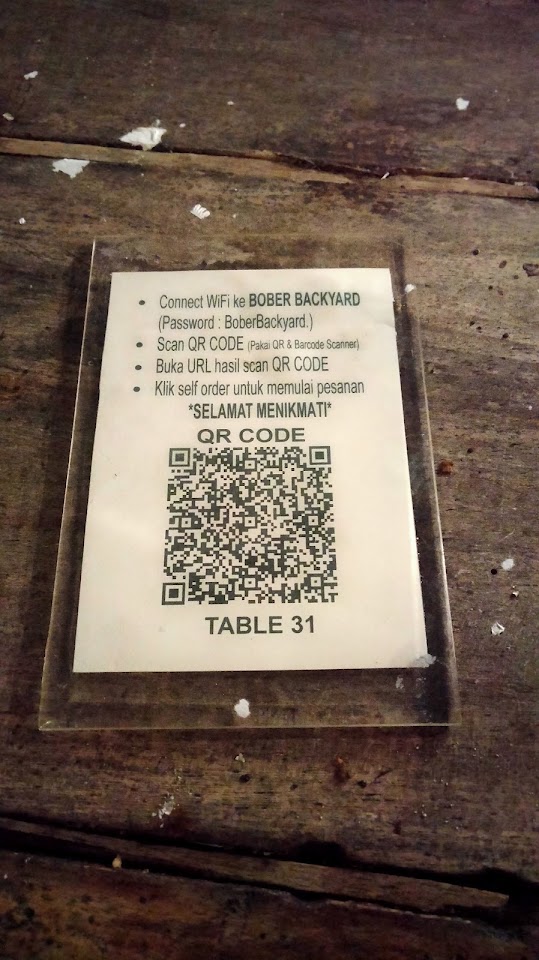 • Connect WiFi ke BOBER BACKYARD
(Password : BoberBackyard.)
• Scan QR CODE (Pakai QR & Barcode Scanner)
• Buka URL hasil scan QR CODE
• Klik self order untuk memulai pesanan
*SELAMAT MENIKMATI*
QR CODE
TABLE 31